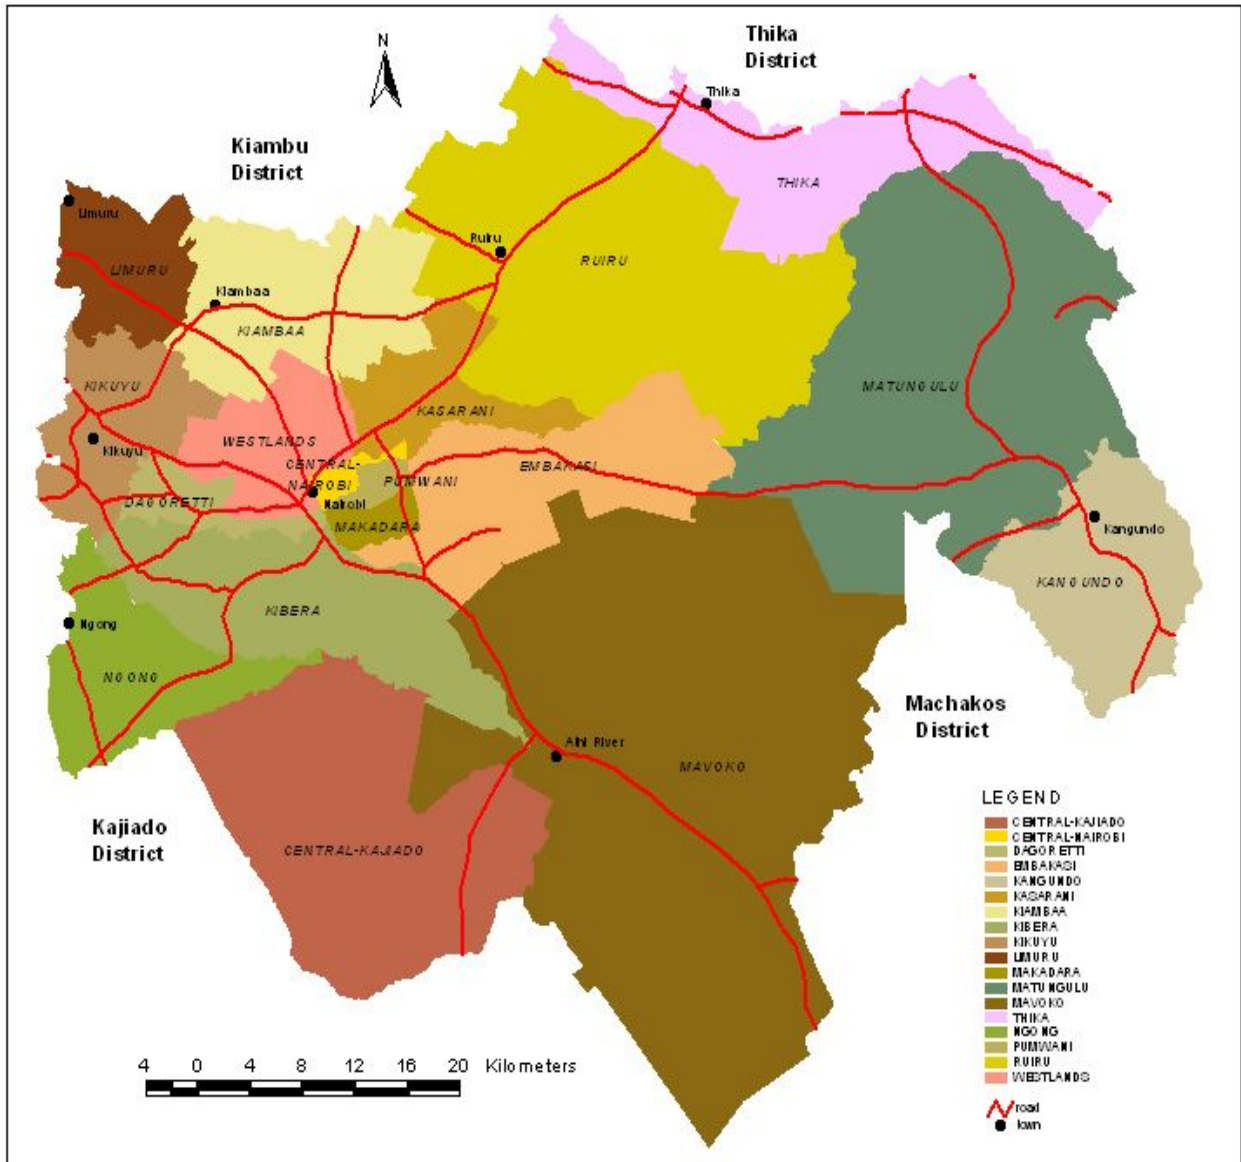 Thika
District
N
Thika
Kiambu
District
THIKA
Limuru
Ruiru
RUIRU
LIMURU
Kiambaa
KIAMBAA
KIKUYU
MATUNGULU
KASARANI
WESTLANDS
Kikuyu
CENTRAL-
NAIROBI
EMBAKASI
PUMWANI
DAGORETTI
Nairobi
MAKADARA
Kangundo
KANGUNDO
KIBERA
Ngong
NGONG
Machakos
District
Athi River
MAVOKO
Kajiado
District
CENTRAL-KAJIADO
LEGEND
CENTRAL-KAJIADO
CENTRAL-NAIROBI
DAGORETTI
EMBAKASI
KANGUNDO
KASARANI
KIAMBAA
KIBERA
KIKUYU
LIMURU
MAKADARA
MATUNGULU
MAVOKO
THIKA
NGONG
PUMWANI
RUIRU
WESTLANDS
road
town
4 0 4 8 12 16 20 Kilometers